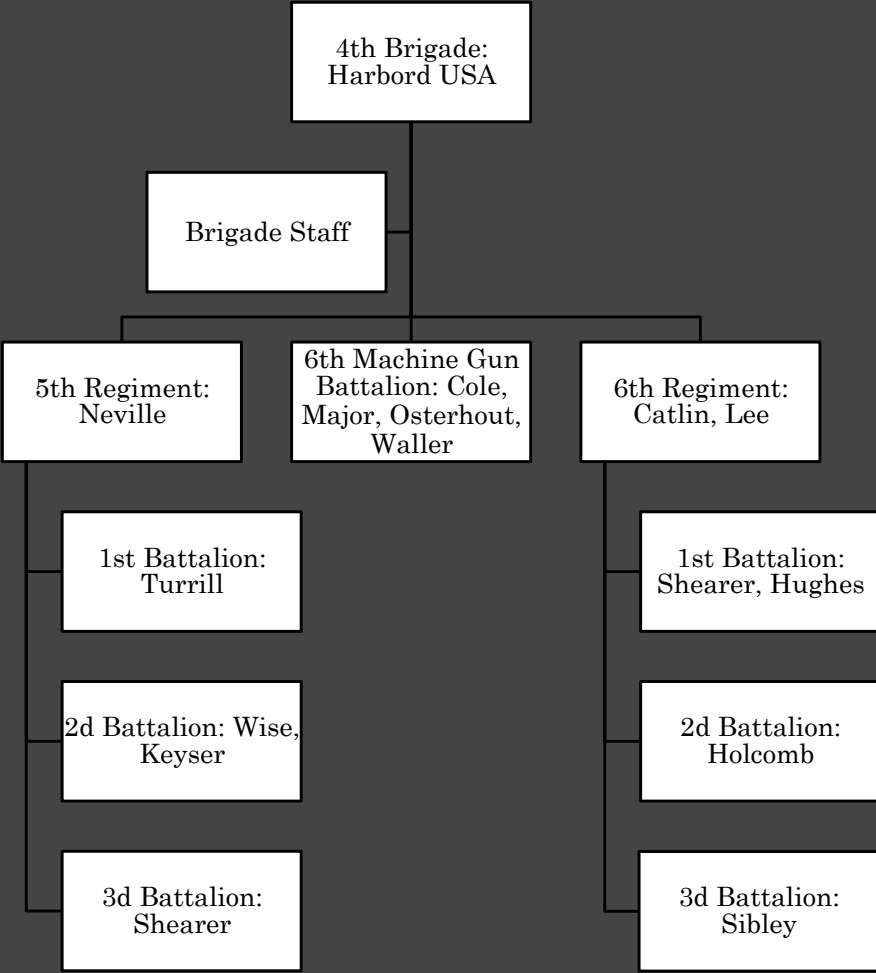 4th Brigade:
Harbord USA
Brigade Staff
5th Regiment:
Neville
6th Machine Gun
Battalion: Cole,
Major, Osterhout,
Waller
6th Regiment:
Catlin, Lee
1st Battalion:
Turrill
2d Battalion: Wise,
Keyser
3d Battalion:
Shearer
1st Battalion:
Shearer, Hughes
2d Battalion:
Holcomb
3d Battalion:
Sibley